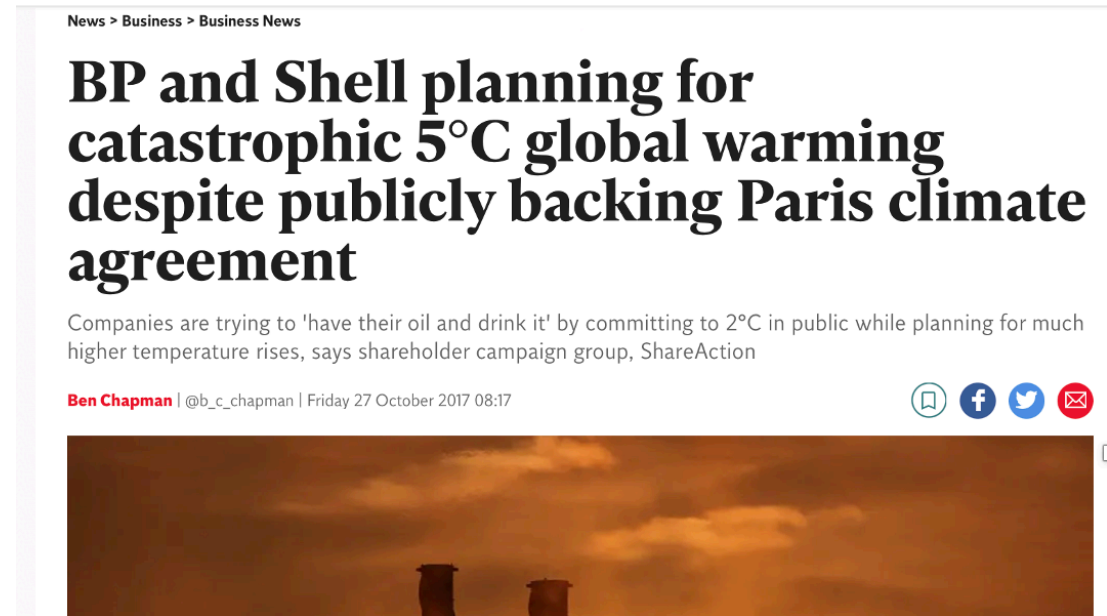 News > Business > Business News
BP and Shell planning for
catastrophic 5°C global warming
despite publicly backing Paris climate
agreement
Companies are trying to 'have their oil and drink it' by committing to 2°C in public while planning for much
higher temperature rises, says shareholder campaign group, ShareAction
Ben Chapman | @b_c_chapman | Friday 27 October 2017 08:17